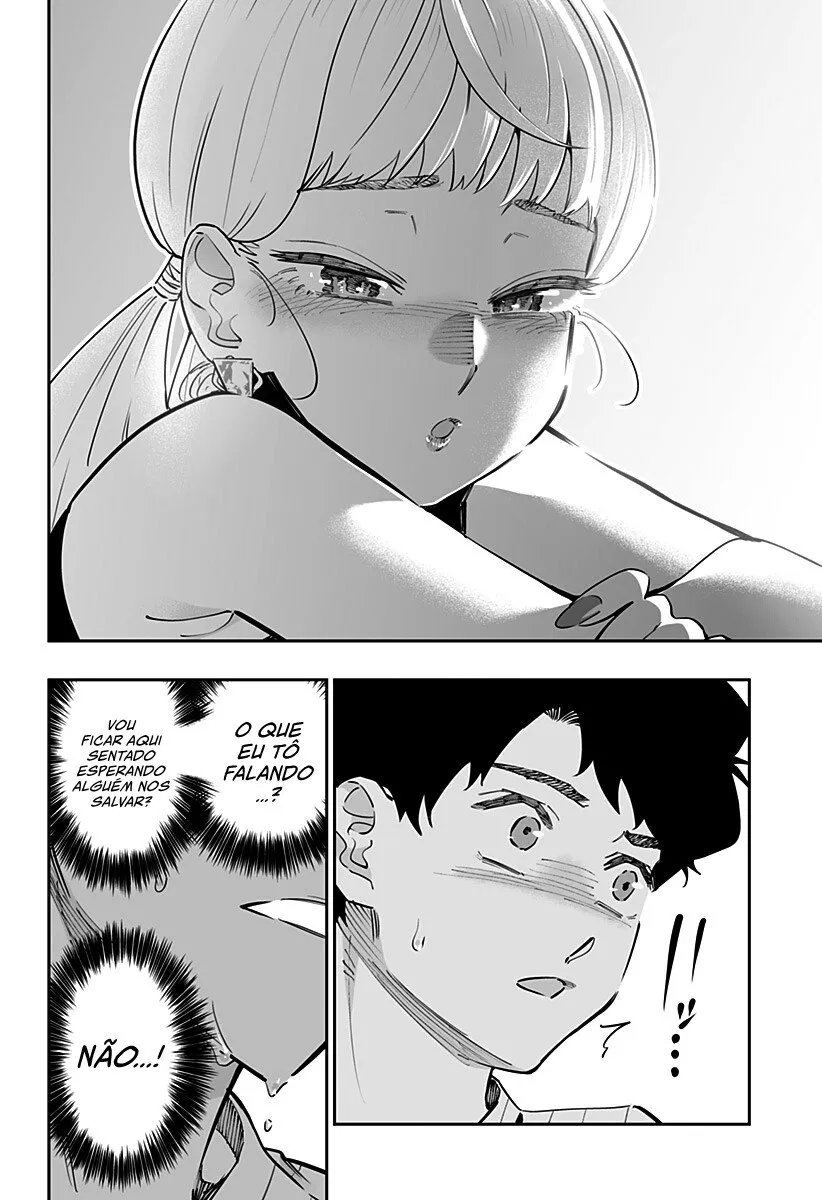 !!
O QUE
EU TÔ
FALANDO
...?
VOU
FICAR AQUI
SENTADO
ESPERANDO
ALGUÉM NOS
SALVAR?
NÃO...!